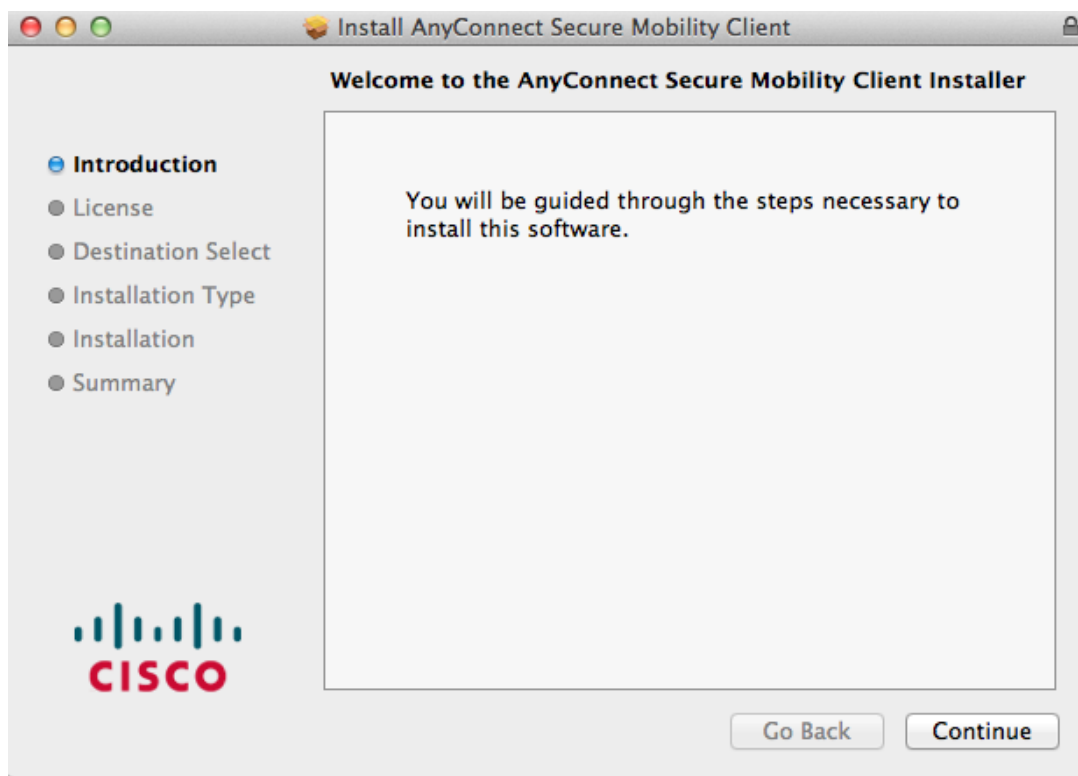 Install AnyConnect Secure Mobility Client
Welcome to the AnyConnect Secure Mobility Client Installer
Introduction
License
Destination Select
Installation Type
Installation
Summary
You will be guided through the steps necessary to
install this software.
CISCO
Go Back
Continue